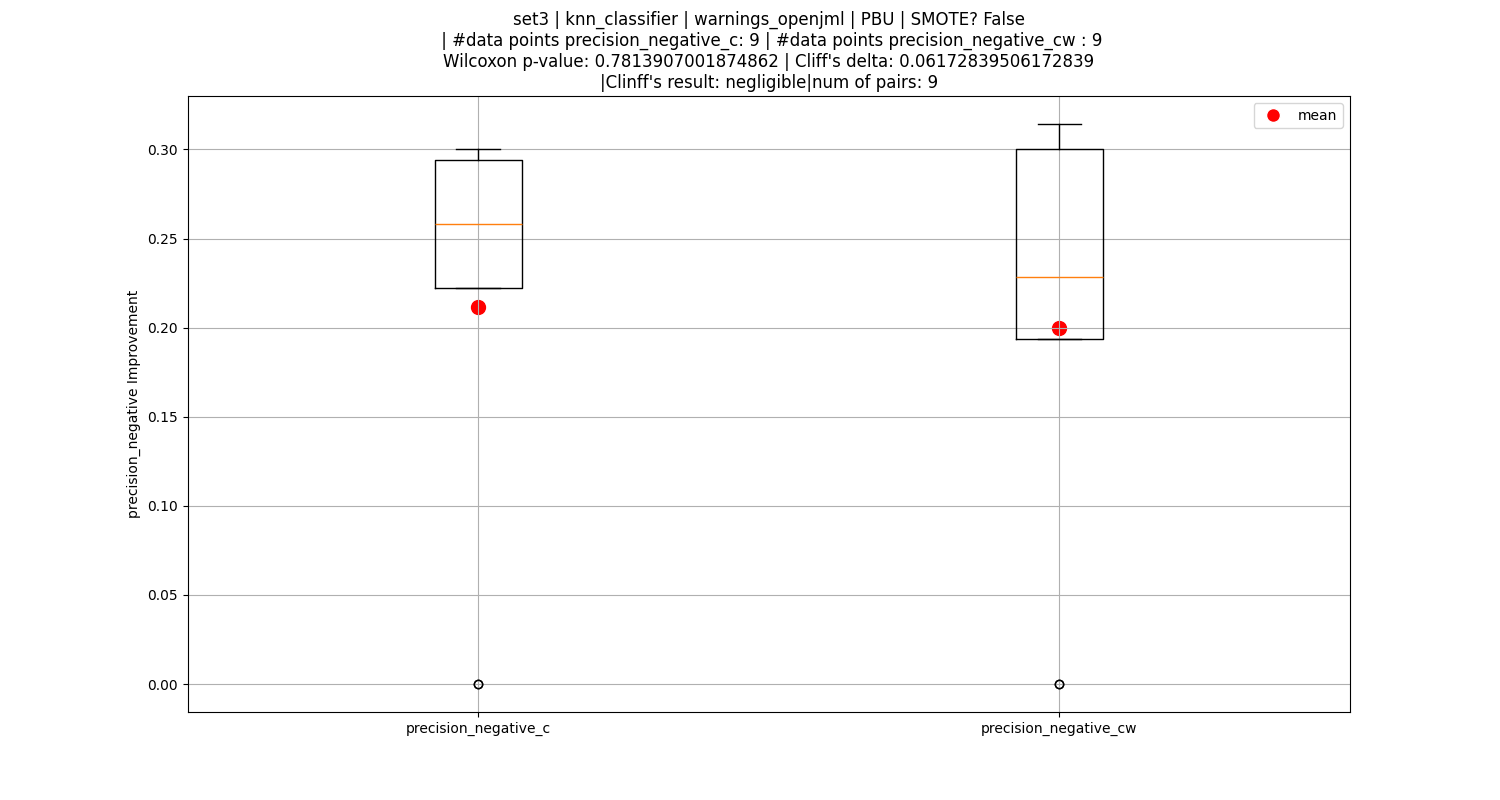 set3 | knn_classifier | warnings_openjml | PBU | SMOTE? False
| #data points precision_negative_c: 9 | #data points precision_negative_cw : 9
Wilcoxon p-value: 0.7813907001874862 | Cliff's delta: 0.06172839506172839
|Clinff's result: negligible|num of pairs: 9
mean
0.30
0.25
0.20
0.15
0.10
0.05
0.00
precision_negative Improvement
precision_negative_c
precision_negative_cw